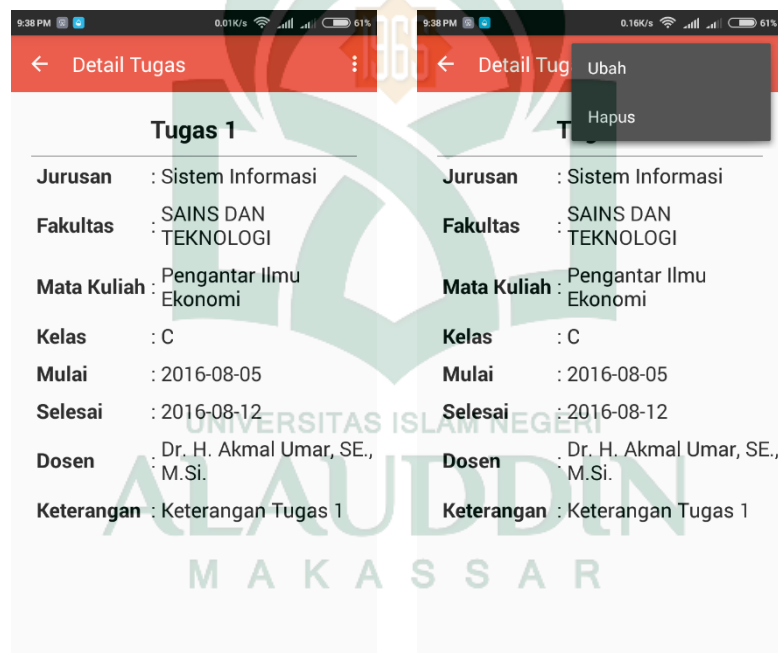 9:38 PM 0.01K/s 61%
Detail Tugas
Tugas 1
Jurusan : Sistem Informasi
Fakultas : SAINS DAN
TEKNOLOGI
Mata Kuliah : Pengantar Ilmu
Ekonomi
Kelas : C
Mulai : 2016-08-05
Selesai : 2016-08-12
Dosen : Dr. H. Akmal Umar, SE.,
M.Si.
Keterangan : Keterangan Tugas 1
9:38 PM 0.16K/s 61%
Detail Tug
Ubah
Hapus
Jurusan : Sistem Informasi
Fakultas : SAINS DAN
TEKNOLOGI
Mata Kuliah : Pengantar Ilmu
Ekonomi
Kelas : C
Mulai : 2016-08-05
Selesai : 2016-08-12
Dosen : Dr. H. Akmal Umar, SE.,
M.Si.
Keterangan : Keterangan Tugas 1
1965
UNIVERSITAS ISLAM NEGERI
ALAUDDIN
MAKASSAR